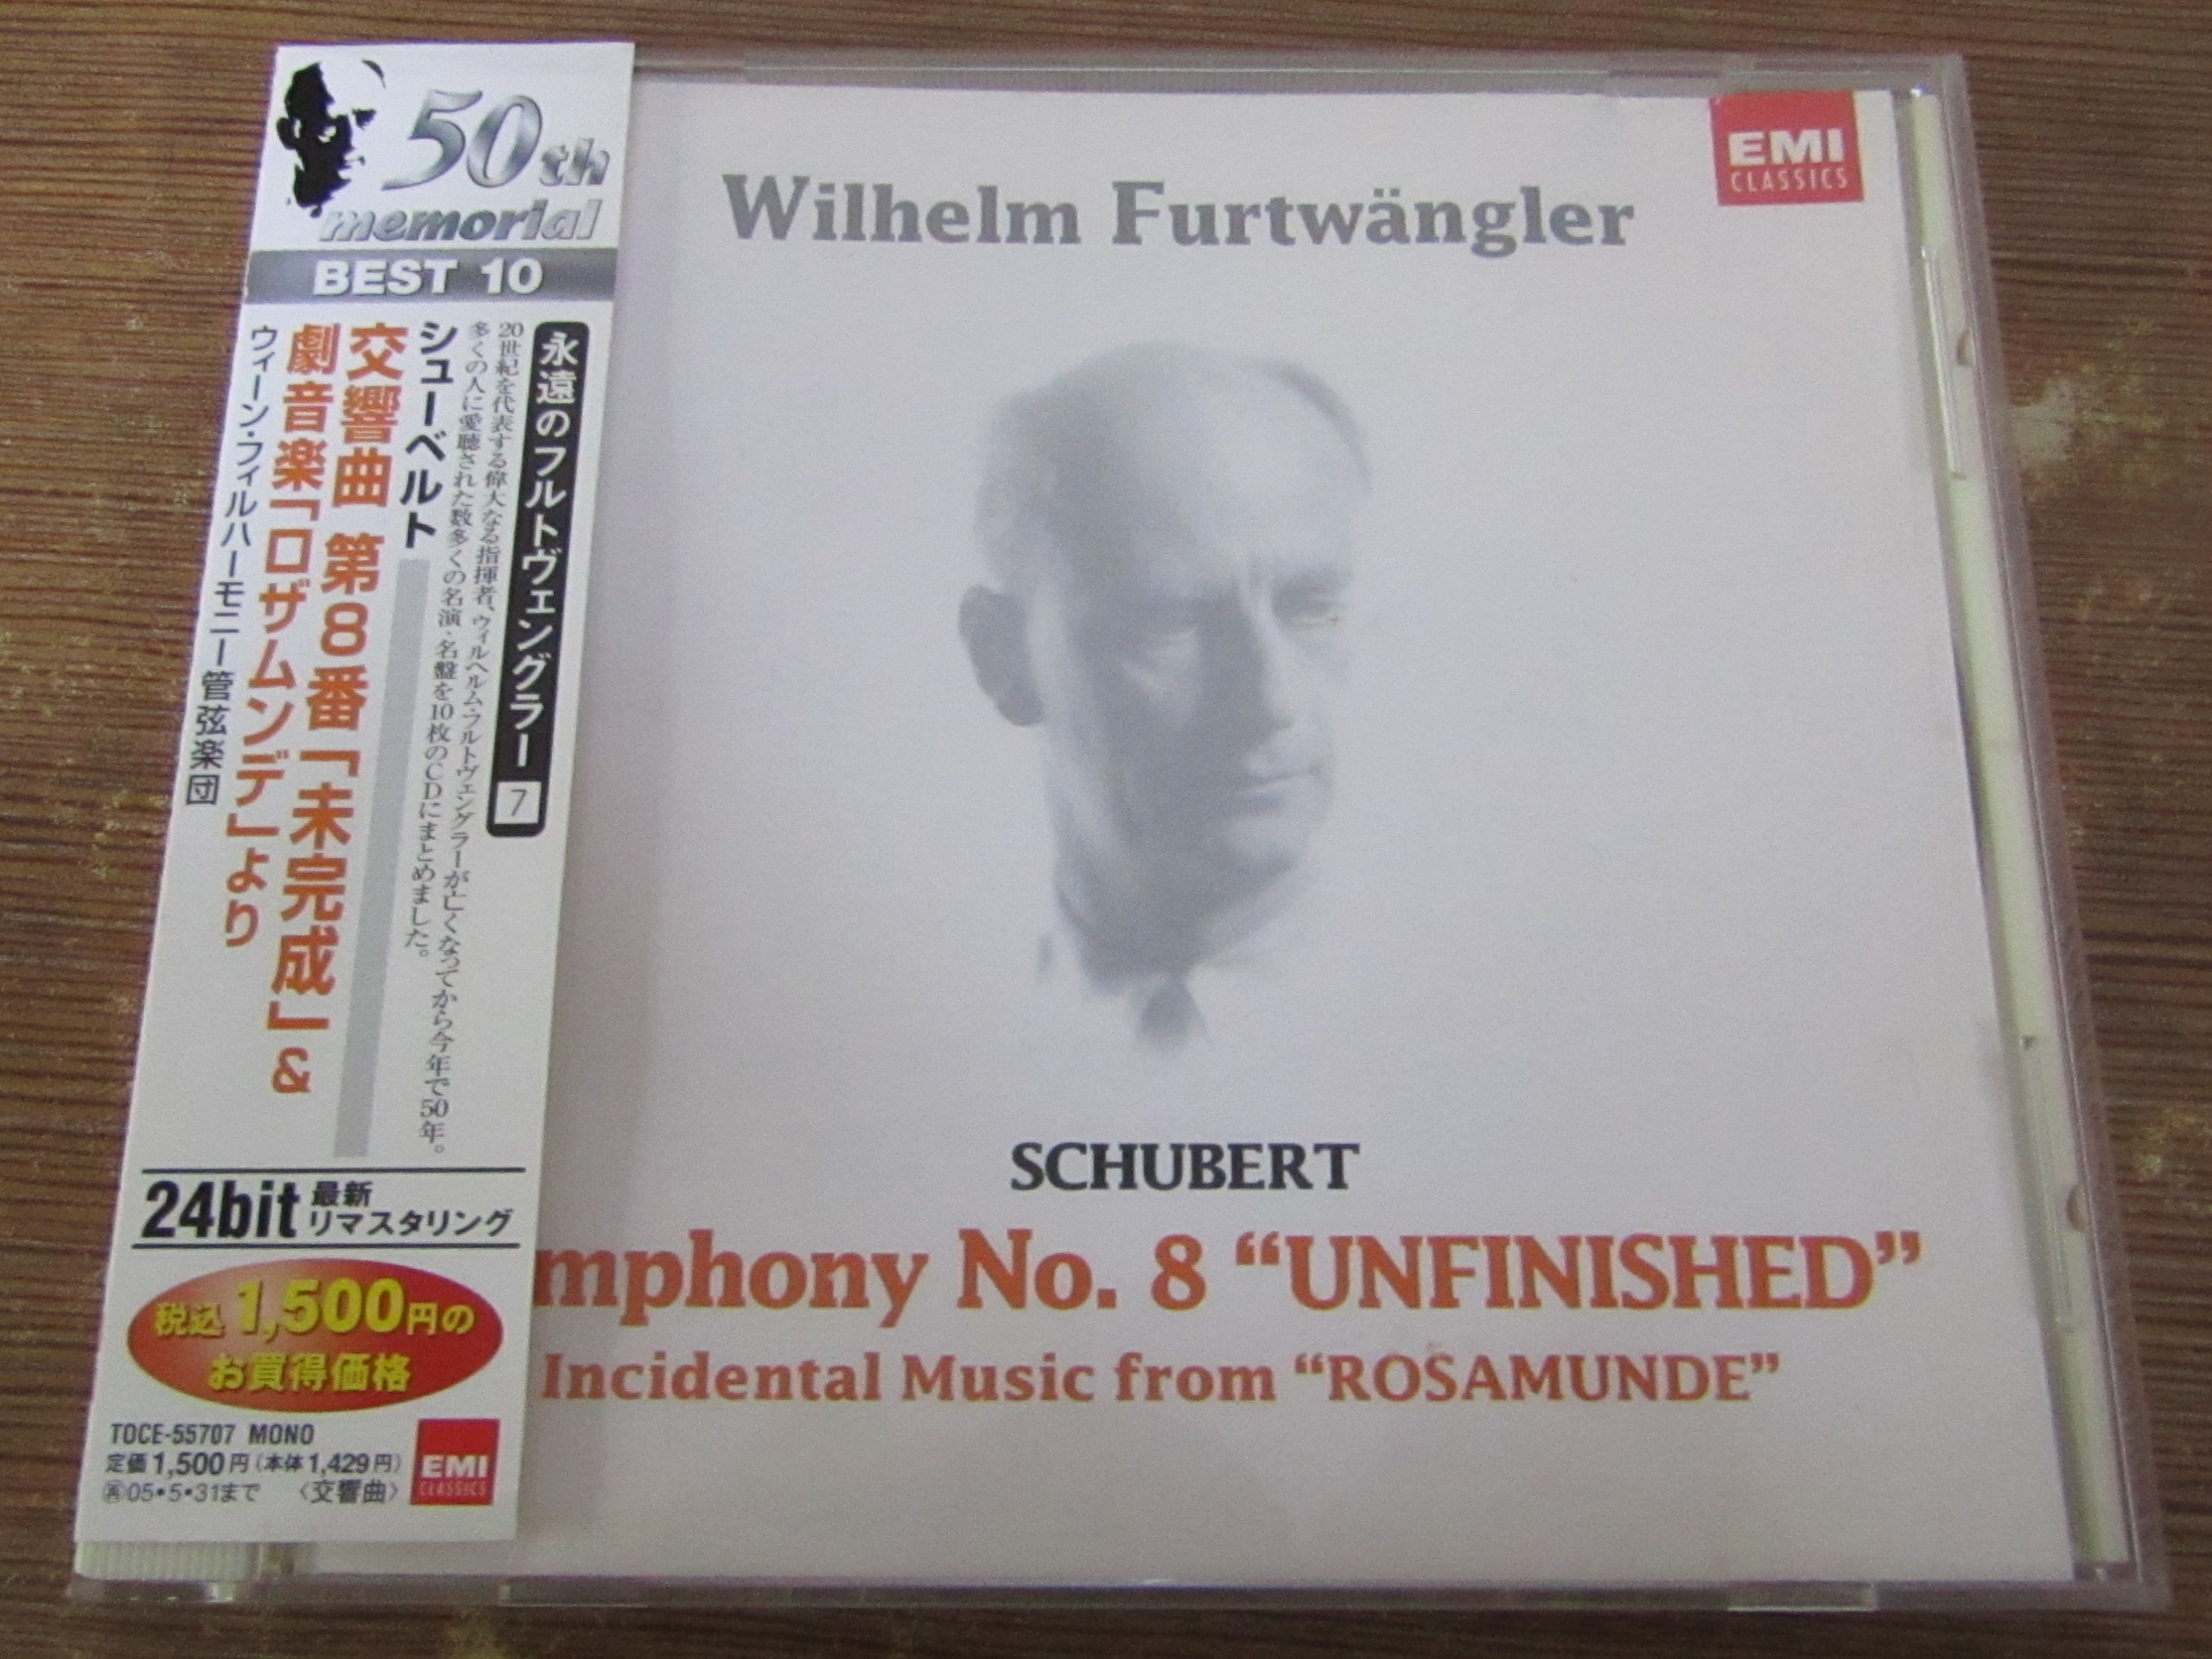 50th
memorial
BEST 10
永遠のフルトヴェングラー 7
20世紀を代表する偉大なる指揮者、ウィルヘルム・フルトヴェングラーが亡くなってから今年で50年。
多くの人に愛聴された数多くの名演・名盤を10枚のCDにまとめました。
シューベルト
交響曲 第8番「未完成」&
劇音楽「ロザムンデ」より
ウィーン・フィルハーモニー管弦楽団
24bit 最新
リマスタリング
税込1,500円の
お買得価格
TOCE-55707 MONO
定価1,500円(本体1,429円)
㊢05•5•31まで 〈交響曲〉
EMI
CLASSICS
EMI
CLASSICS
Wilhelm Furtwängler
SCHUBERT
mphony No. 8 “UNFINISHED”
Incidental Music from “ROSAMUNDE”